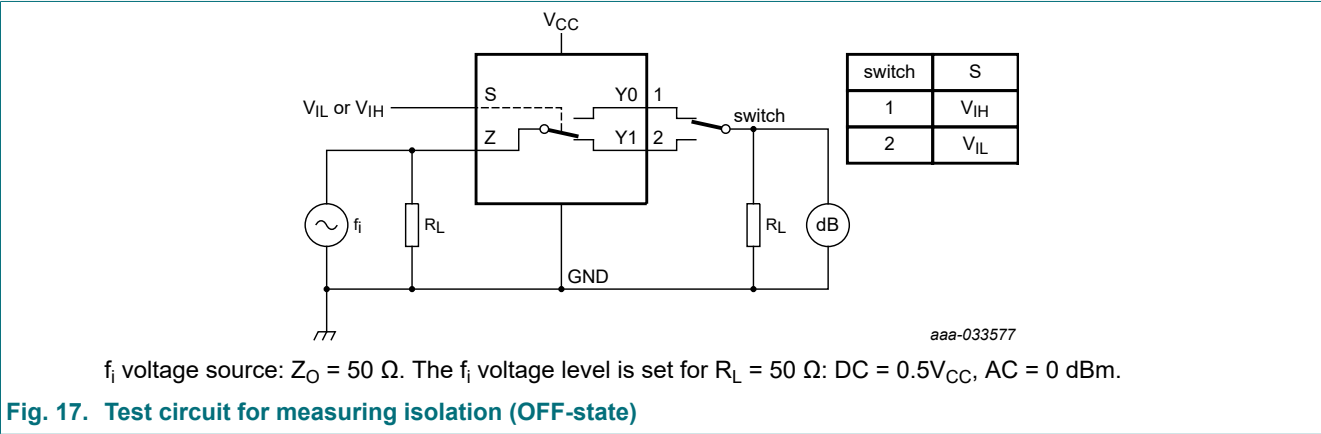 VCC
switch S
1 VIH
2 VIL
S Y0 1
VIL or VIH
switch
Z Y1 2
fi RL RL dB
GND
aaa-033577
fi voltage source: ZO = 50 Ω. The fi voltage level is set for RL = 50 Ω: DC = 0.5VCC, AC = 0 dBm.
Fig. 17. Test circuit for measuring isolation (OFF-state)